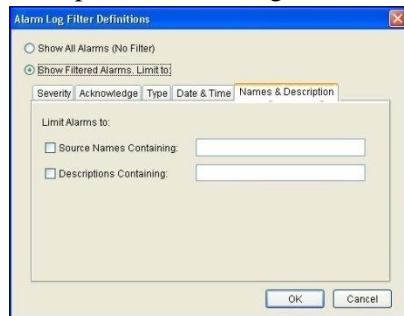 Alarm Log Filter Definitions
Show All Alarms (No Filter)
Show Filtered Alarms. Limit to:
Severity Acknowledge Type Date & Time Names & Description
Limit Alarms to:
Source Names Containing:
Descriptions Containing:
OK Cancel